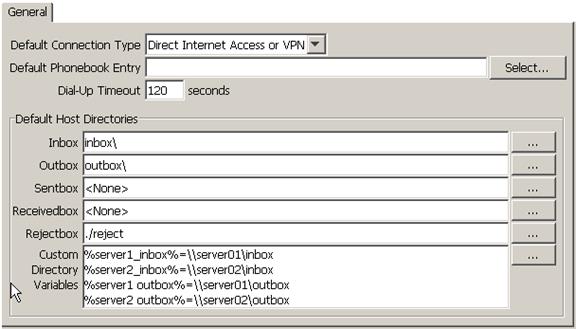 General
Default Connection Type Direct Internet Access or VPN
Default Phonebook Entry Select...
Dial-Up Timeout 120 seconds
Default Host Directories
Inbox inbox\ ...
Outbox outbox\ ...
Sentbox <None> ...
Receivedbox <None> ...
Rejectbox ./reject ...
Custom %server1_inbox%=\\server01\inbox ...
Directory %server2_inbox%=\\server02\inbox
Variables %server1 outbox%=\\server01\outbox
%server2 outbox%=\\server02\outbox